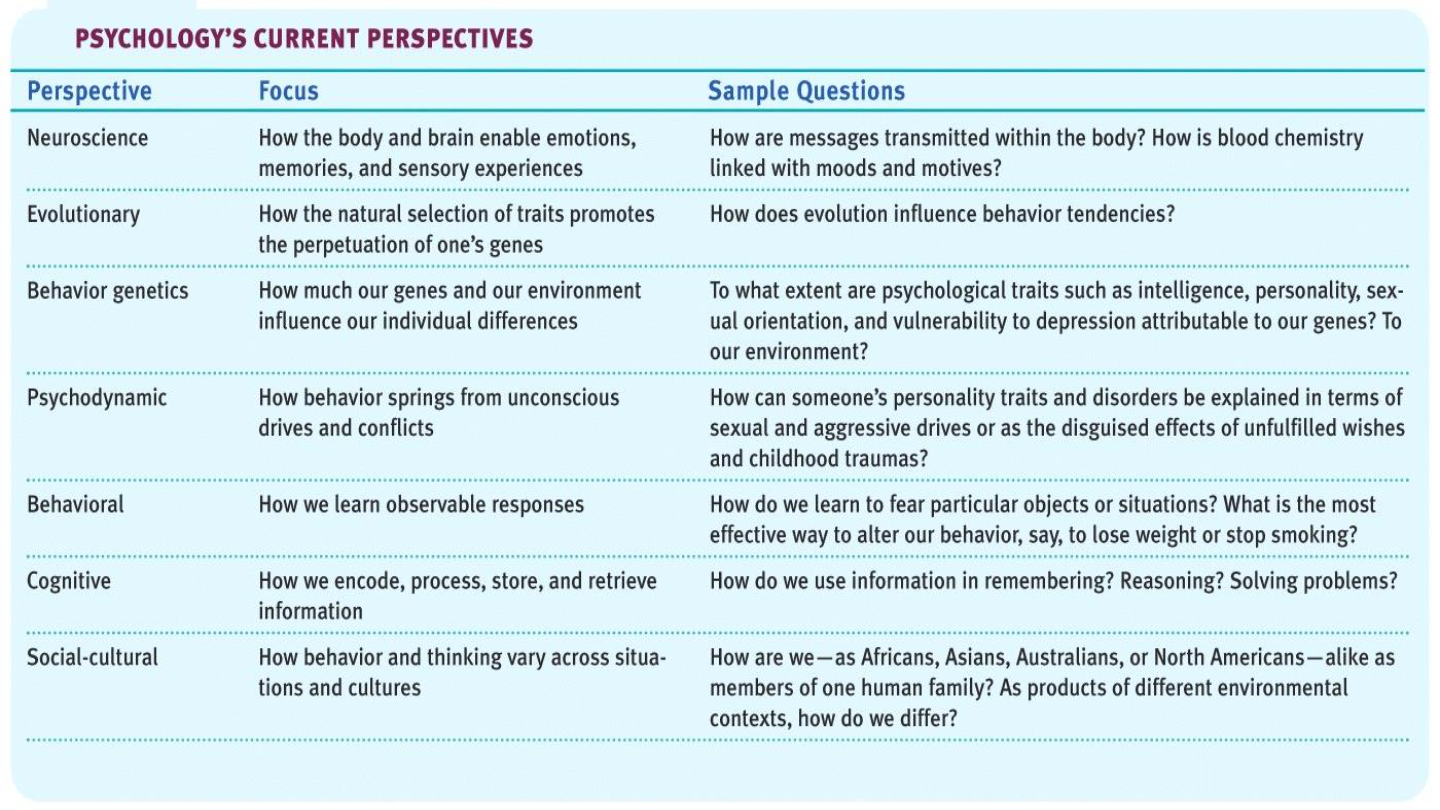 PSYCHOLOGY'S CURRENT PERSPECTIVES
Perspective Focus Sample Questions
Neuroscience How the body and brain enable emotions, How are messages transmitted within the body? How is blood chemistry
memories, and sensory experiences linked with moods and motives?
Evolutionary How the natural selection of traits promotes How does evolution influence behavior tendencies?
the perpetuation of one's genes
Behavior genetics How much our genes and our environment To what extent are psychological traits such as intelligence, personality, sex-
influence our individual differences ual orientation, and vulnerability to depression attributable to our genes? To
our environment?
Psychodynamic How behavior springs from unconscious How can someone's personality traits and disorders be explained in terms of
drives and conflicts sexual and aggressive drives or as the disguised effects of unfulfilled wishes
and childhood traumas?
Behavioral How we learn observable responses How do we learn to fear particular objects or situations? What is the most
effective way to alter our behavior, say, to lose weight or stop smoking?
Cognitive How we encode, process, store, and retrieve How do we use information in remembering? Reasoning? Solving problems?
information
Social-cultural How behavior and thinking vary across situa- How are we—as Africans, Asians, Australians, or North Americans—alike as
tions and cultures members of one human family? As products of different environmental
contexts, how do we differ?